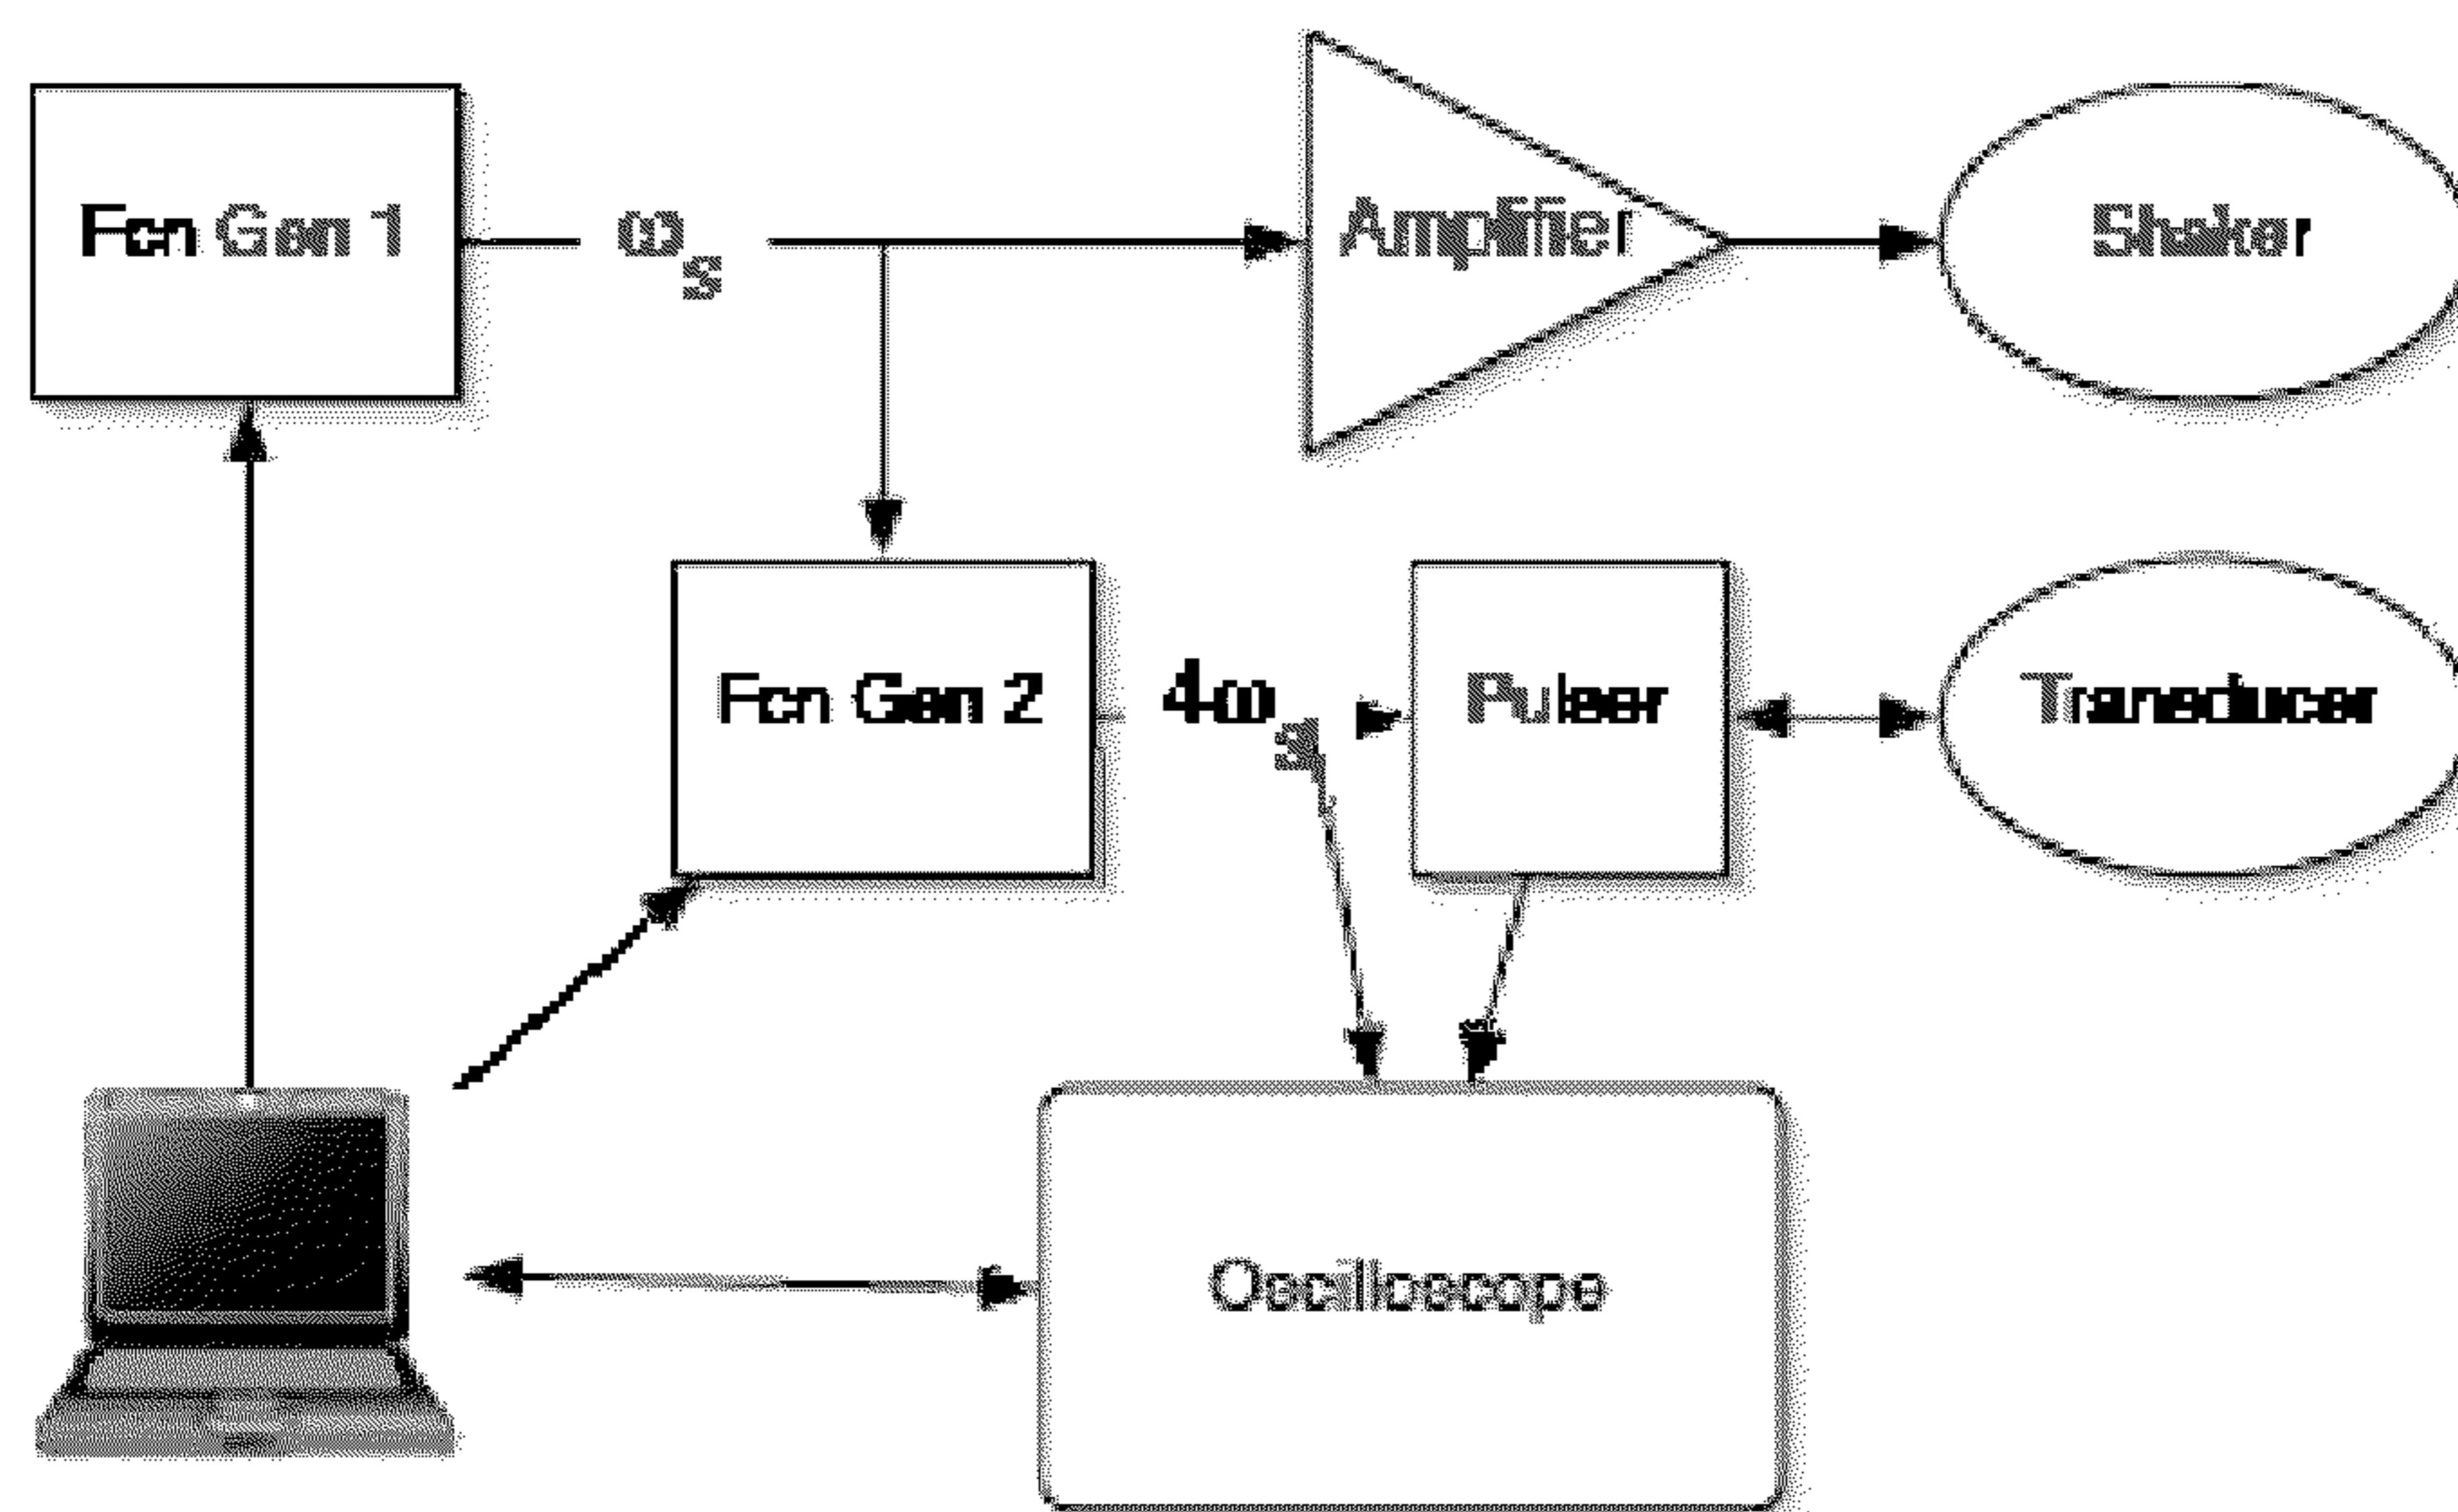 Fcn Gen 1
ωs
Amplifier
Shaker
Fcn Gen 2
4ωs
Pulser
Transducer
Oscilloscope